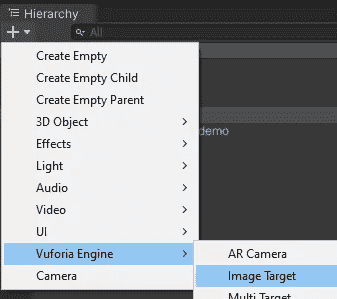 Hierarchy
All
Create Empty
Create Empty Child
Create Empty Parent
3D Object
demo
Effects
Light
Audio
Video
UI
Vuforia Engine
AR Camera
Camera
Image Target
Multi Target